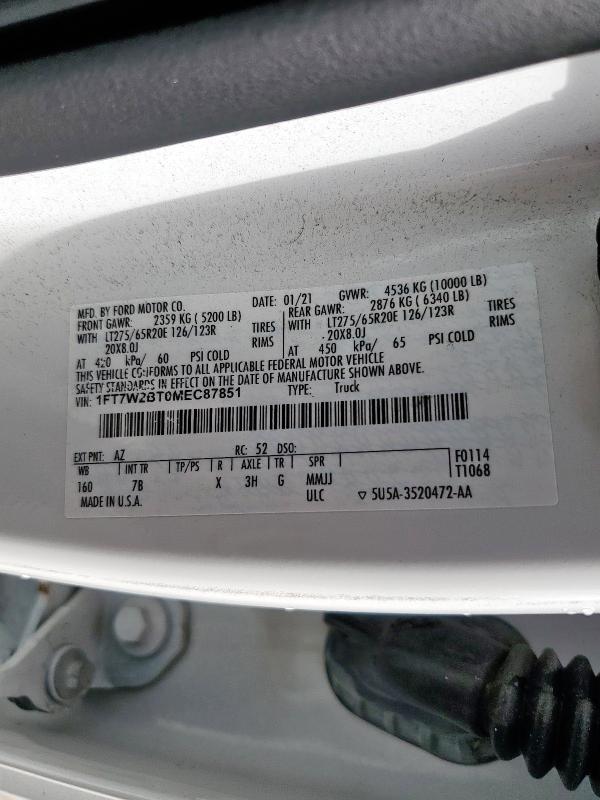 MFD. BY FORD MOTOR CO. DATE: 01/21 GVWR: 4536 KG (10000 LB)
FRONT GAWR: 2359 KG ( 5200 LB) REAR GAWR: 2876 KG ( 6340 LB)
WITH LT275/65R20E 126/123R TIRES WITH LT275/65R20E 126/123R TIRES
20X8.0J RIMS 20X8.0J RIMS
AT 420 kPa/ 60 PSI COLD AT 450 kPa/ 65 PSI COLD
THIS VEHICLE CONFORMS TO ALL APPLICABLE FEDERAL MOTOR VEHICLE
SAFETY STANDARDS IN EFFECT ON THE DATE OF MANUFACTURE SHOWN ABOVE.
VIN: 1FT7W2BT0MEC87851 TYPE: Truck
EXT PNT: AZ RC: 52 DSO: F0114
WB INT TR TP/PS R AXLE TR SPR T1068
160 7B X 3H G MMJJ
MADE IN U.S.A. ULC ▽ 5U5A-3520472-AA